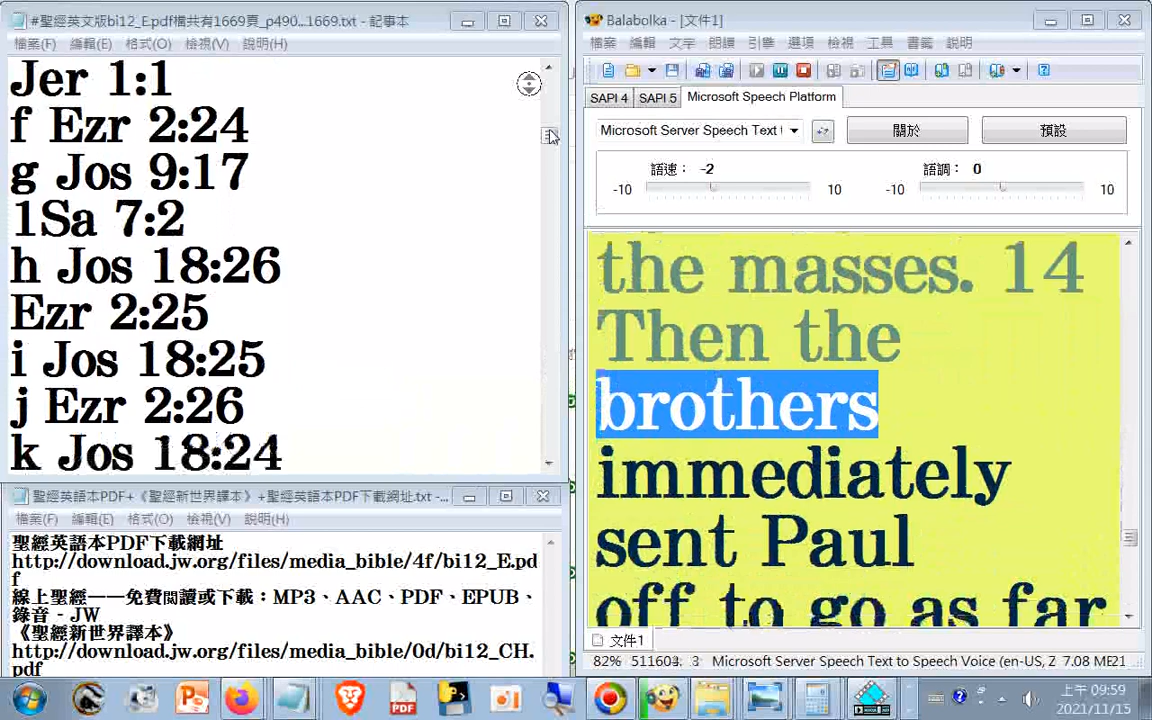 #聖經英文版bi12_E.pdf檔共有1669頁_p490...1669.txt - 記事本
檔案(F) 編輯(E) 格式(O) 檢視(V) 說明(H)
Jer 1:1
f Ezr 2:24
g Jos 9:17
1Sa 7:2
h Jos 18:26
Ezr 2:25
i Jos 18:25
j Ezr 2:26
k Jos 18:24
聖經英語本PDF+《聖經新世界譯本》+聖經英語本PDF下載網址.txt - ...
檔案(F) 編輯(E) 格式(O) 檢視(V) 說明(H)
聖經英語本PDF下載網址
http://download.jw.org/files/media_bible/4f/bi12_E.pd
f
線上聖經——免費閱讀或下載：MP3、AAC、PDF、EPUB、
錄音 - JW
《聖經新世界譯本》
http://download.jw.org/files/media_bible/0d/bi12_CH.
pdf
Balabolka - [文件1]
檔案 編輯 文字 朗讀 引擎 選項 檢視 工具 書籤 說明
SAPI 4 SAPI 5 Microsoft Speech Platform
Microsoft Server Speech Text 關於 預設
語速： -2 語調： 0
-10 10 -10 10
the masses. 14
Then the
brothers
immediately
sent Paul
off to go as far
文件1
82% Microsoft Server Speech Text to Speech Voice (en-US, Z 7.08 ME
PDF
上午 09:59
2021/11/15